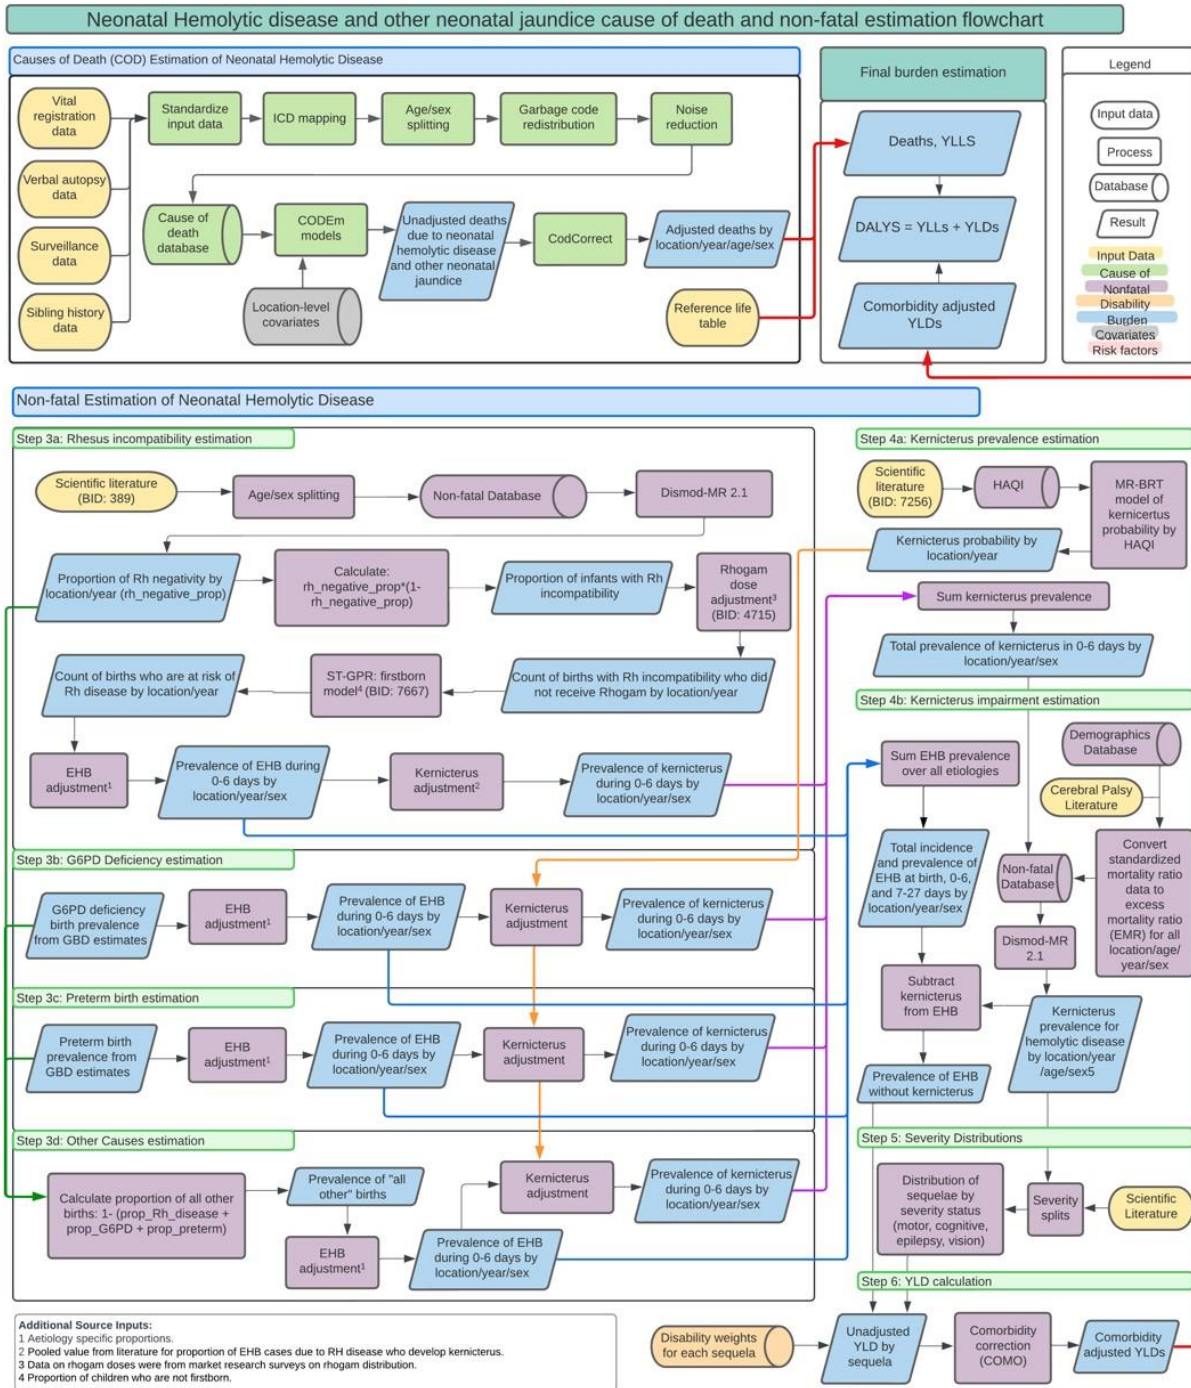 Neonatal Hemolytic disease and other neonatal jaundice cause of death and non-fatal estimation flowchart
Causes of Death (COD) Estimation of Neonatal Hemolytic Disease
Vital
registration
data
Verbal autopsy
data
Surveillance
data
Sibling history
data
Standardize
input data
ICD mapping
Age/sex
splitting
Garbage code
redistribution
Noise
reduction
Cause of
death
database
CODEm
models
Location-level
covariates
Unadjusted deaths
due to neonatal
hemolytic disease
and other neonatal
jaundice
CodCorrect
Adjusted deaths by
location/year/age/sex
Reference life
table
Final burden estimation
Deaths, YLLS
DALYS = YLLs + YLDs
Comorbidity adjusted
YLDs
Legend
Input data
Process
Database
Result
Input Data
Cause of
Nonfatal
Disability
Burden
Covariates
Risk factors
Non-fatal Estimation of Neonatal Hemolytic Disease
Step 3a: Rhesus incompatibility estimation
Scientific literature
(BID: 389)
Age/sex splitting
Non-fatal Database
Dismod-MR 2.1
Proportion of Rh negativity by
location/year (rh_negative_prop)
Calculate:
rh_negative_prop*(1-
rh_negative_prop)
Proportion of infants with Rh
incompatibility
Rhogam
dose
adjustment³
(BID: 4715)
Count of births who are at risk of
Rh disease by location/year
ST-GPR: firstborn
model⁴ (BID: 7667)
Count of births with Rh incompatibility who did
not receive Rhogam by location/year
EHB
adjustment¹
Prevalence of EHB during
0-6 days by
location/year/sex
Kernicterus
adjustment²
Prevalence of kernicterus
during 0-6 days by
location/year/sex
Step 3b: G6PD Deficiency estimation
G6PD deficiency
birth prevalence
from GBD estimates
EHB
adjustment¹
Prevalence of EHB
during 0-6 days by
location/year/sex
Kernicterus
adjustment
Prevalence of kernicterus
during 0-6 days by
location/year/sex
Step 3c: Preterm birth estimation
Preterm birth
prevalence from
GBD estimates
EHB
adjustment¹
Prevalence of EHB
during 0-6 days by
location/year/sex
Kernicterus
adjustment
Prevalence of kernicterus
during 0-6 days by
location/year/sex
Step 3d: Other Causes estimation
Calculate proportion of all other
births: 1- (prop_Rh_disease +
prop_G6PD + prop_preterm)
Prevalence of "all
other" births
EHB
adjustment¹
Prevalence of EHB
during 0-6 days by
location/year/sex
Kernicterus
adjustment
Prevalence of kernicterus
during 0-6 days by
location/year/sex
Step 4a: Kernicterus prevalence estimation
Scientific
literature
(BID: 7256)
HAQI
MR-BRT
model of
kernicertus
probability by
HAQI
Kernicterus probability by
location/year
Sum kernicterus prevalence
Total prevalence of kernicterus in 0-6 days by
location/year/sex
Step 4b: Kernicterus impairment estimation
Sum EHB prevalence
over all etiologies
Demographics
Database
Cerebral Palsy
Literature
Total incidence
and prevalence of
EHB at birth, 0-6,
and 7-27 days by
location/year/sex
Non-fatal
Database
Convert
standardized
mortality ratio
data to
excess
mortality ratio
(EMR) for all
location/age/
year/sex
Dismod-MR
2.1
Subtract
kernicterus
from EHB
Kernicterus
prevalence for
hemolytic disease
by location/year
/age/sex5
Prevalence of EHB
without kernicterus
Step 5: Severity Distributions
Distribution of
sequelae by
severity status
(motor, cognitive,
epilepsy, vision)
Severity
splits
Scientific
Literature
Step 6: YLD calculation
Disability weights
for each sequela
Unadjusted
YLD by
sequela
Comorbidity
correction
(COMO)
Comorbidity
adjusted YLDs
Additional Source Inputs:
1 Aetiology specific proportions.
2 Pooled value from literature for proportion of EHB cases due to RH disease who develop kernicterus.
3 Data on rhogam doses were from market research surveys on rhogam distribution.
4 Proportion of children who are not firstborn.